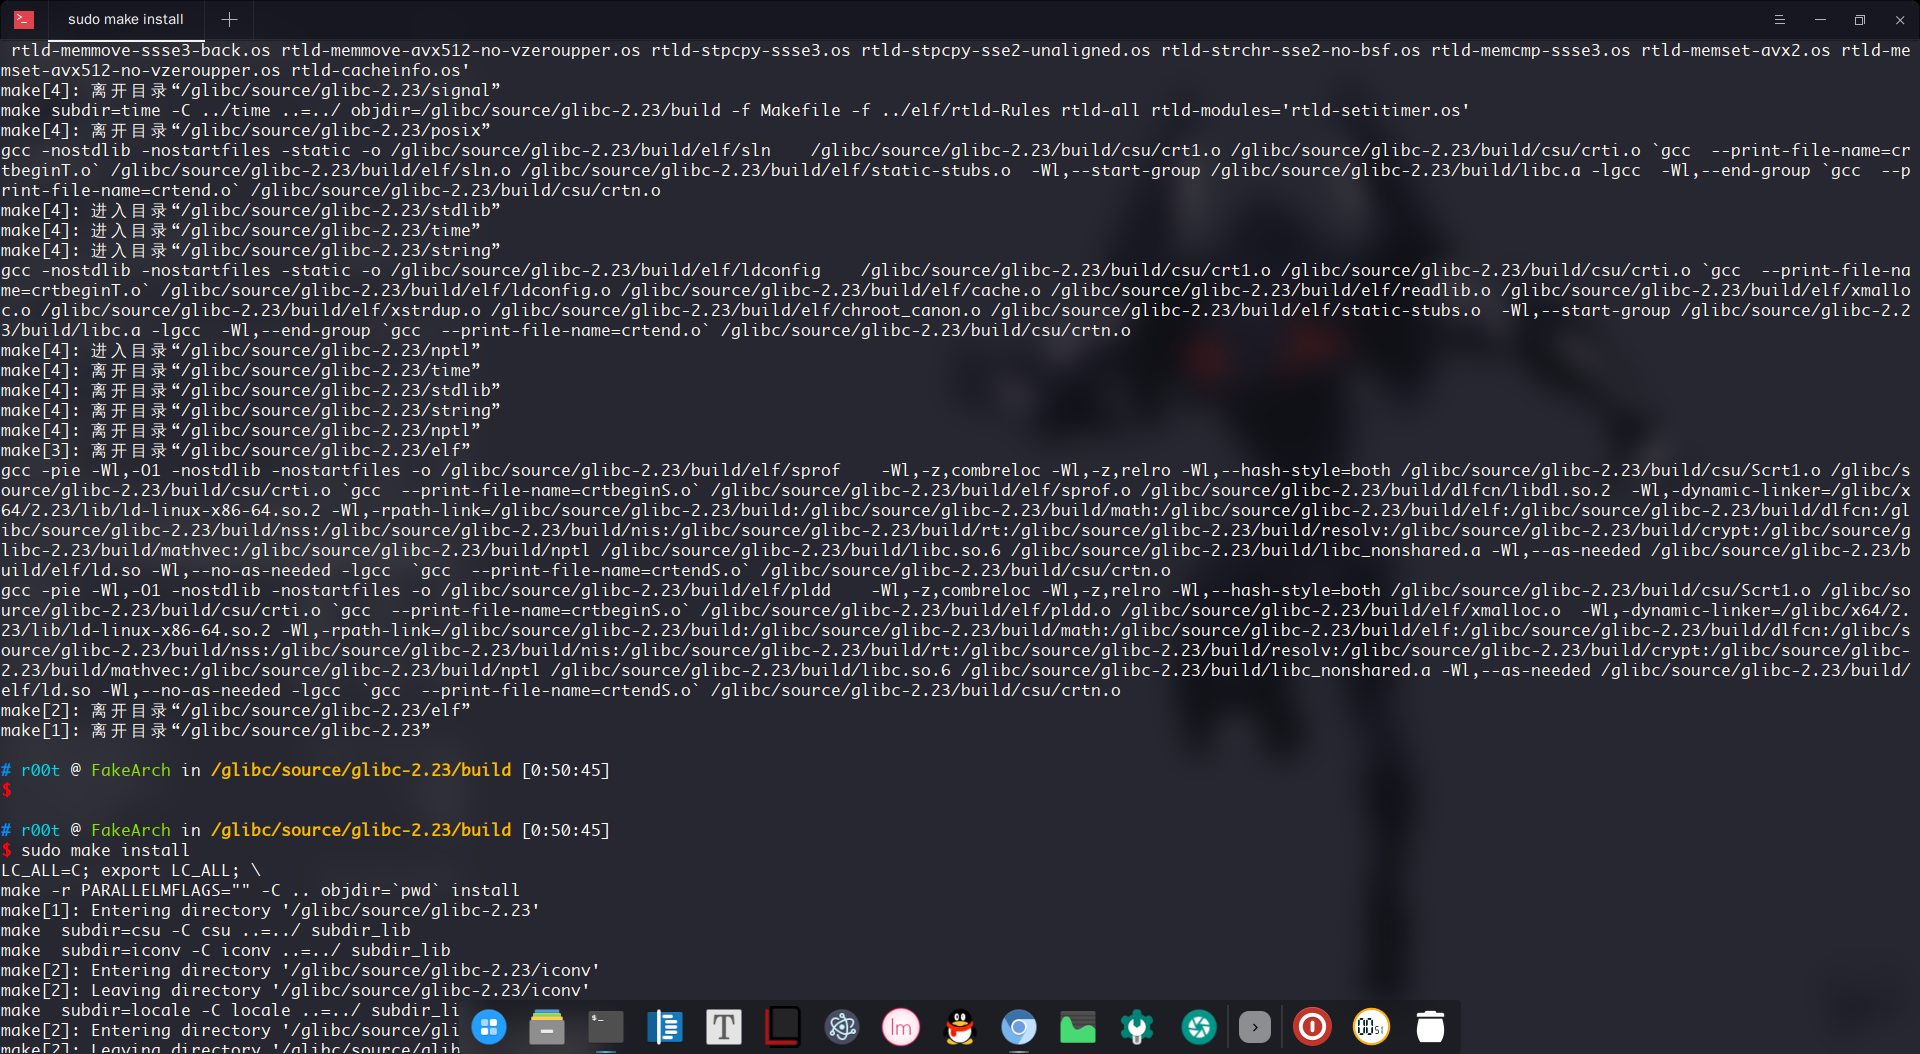 sudo make install
rtld-memmove-ssse3-back.os rtld-memmove-avx512-no-vzeroupper.os rtld-stpcpy-ssse3.os rtld-stpcpy-sse2-unaligned.os rtld-strchr-sse2-no-bsf.os rtld-memcmp-ssse3.os rtld-memset-avx2.os rtld-me
mset-avx512-no-vzeroupper.os rtld-cacheinfo.os'
make[4]: 离开目录“/glibc/source/glibc-2.23/signal”
make subdir=time -C ../time ..=../ objdir=/glibc/source/glibc-2.23/build -f Makefile -f ../elf/rtld-Rules rtld-all rtld-modules='rtld-setitimer.os'
make[4]: 离开目录“/glibc/source/glibc-2.23/posix”
gcc -nostdlib -nostartfiles -static -o /glibc/source/glibc-2.23/build/elf/sln    /glibc/source/glibc-2.23/build/csu/crt1.o /glibc/source/glibc-2.23/build/csu/crti.o `gcc  --print-file-name=cr
tbeginT.o` /glibc/source/glibc-2.23/build/elf/sln.o /glibc/source/glibc-2.23/build/elf/static-stubs.o  -Wl,--start-group /glibc/source/glibc-2.23/build/libc.a -lgcc  -Wl,--end-group `gcc  --p
rint-file-name=crtend.o` /glibc/source/glibc-2.23/build/csu/crtn.o
make[4]: 进入目录“/glibc/source/glibc-2.23/stdlib”
make[4]: 进入目录“/glibc/source/glibc-2.23/time”
make[4]: 进入目录“/glibc/source/glibc-2.23/string”
gcc -nostdlib -nostartfiles -static -o /glibc/source/glibc-2.23/build/elf/ldconfig    /glibc/source/glibc-2.23/build/csu/crt1.o /glibc/source/glibc-2.23/build/csu/crti.o `gcc  --print-file-na
me=crtbeginT.o` /glibc/source/glibc-2.23/build/elf/ldconfig.o /glibc/source/glibc-2.23/build/elf/cache.o /glibc/source/glibc-2.23/build/elf/readlib.o /glibc/source/glibc-2.23/build/elf/xmallo
c.o /glibc/source/glibc-2.23/build/elf/xstrdup.o /glibc/source/glibc-2.23/build/elf/chroot_canon.o /glibc/source/glibc-2.23/build/elf/static-stubs.o  -Wl,--start-group /glibc/source/glibc-2.2
3/build/libc.a -lgcc  -Wl,--end-group `gcc  --print-file-name=crtend.o` /glibc/source/glibc-2.23/build/csu/crtn.o
make[4]: 进入目录“/glibc/source/glibc-2.23/nptl”
make[4]: 离开目录“/glibc/source/glibc-2.23/time”
make[4]: 离开目录“/glibc/source/glibc-2.23/stdlib”
make[4]: 离开目录“/glibc/source/glibc-2.23/string”
make[4]: 离开目录“/glibc/source/glibc-2.23/nptl”
make[3]: 离开目录“/glibc/source/glibc-2.23/elf”
gcc -pie -Wl,-O1 -nostdlib -nostartfiles -o /glibc/source/glibc-2.23/build/elf/sprof    -Wl,-z,combreloc -Wl,-z,relro -Wl,--hash-style=both /glibc/source/glibc-2.23/build/csu/Scrt1.o /glibc/s
ource/glibc-2.23/build/csu/crti.o `gcc  --print-file-name=crtbeginS.o` /glibc/source/glibc-2.23/build/elf/sprof.o /glibc/source/glibc-2.23/build/dlfcn/libdl.so.2  -Wl,-dynamic-linker=/glibc/x
64/2.23/lib/ld-linux-x86-64.so.2 -Wl,-rpath-link=/glibc/source/glibc-2.23/build:/glibc/source/glibc-2.23/build/math:/glibc/source/glibc-2.23/build/elf:/glibc/source/glibc-2.23/build/dlfcn:/gl
ibc/source/glibc-2.23/build/nss:/glibc/source/glibc-2.23/build/nis:/glibc/source/glibc-2.23/build/rt:/glibc/source/glibc-2.23/build/resolv:/glibc/source/glibc-2.23/build/crypt:/glibc/source/g
libc-2.23/build/mathvec:/glibc/source/glibc-2.23/build/nptl /glibc/source/glibc-2.23/build/libc.so.6 /glibc/source/glibc-2.23/build/libc_nonshared.a -Wl,--as-needed /glibc/source/glibc-2.23/b
uild/elf/ld.so -Wl,--no-as-needed -lgcc  `gcc  --print-file-name=crtendS.o` /glibc/source/glibc-2.23/build/csu/crtn.o
gcc -pie -Wl,-O1 -nostdlib -nostartfiles -o /glibc/source/glibc-2.23/build/elf/pldd    -Wl,-z,combreloc -Wl,-z,relro -Wl,--hash-style=both /glibc/source/glibc-2.23/build/csu/Scrt1.o /glibc/so
urce/glibc-2.23/build/csu/crti.o `gcc  --print-file-name=crtbeginS.o` /glibc/source/glibc-2.23/build/elf/pldd.o /glibc/source/glibc-2.23/build/elf/xmalloc.o  -Wl,-dynamic-linker=/glibc/x64/2.
23/lib/ld-linux-x86-64.so.2 -Wl,-rpath-link=/glibc/source/glibc-2.23/build:/glibc/source/glibc-2.23/build/math:/glibc/source/glibc-2.23/build/elf:/glibc/source/glibc-2.23/build/dlfcn:/glibc/s
ource/glibc-2.23/build/nss:/glibc/source/glibc-2.23/build/nis:/glibc/source/glibc-2.23/build/rt:/glibc/source/glibc-2.23/build/resolv:/glibc/source/glibc-2.23/build/crypt:/glibc/source/glibc-
2.23/build/mathvec:/glibc/source/glibc-2.23/build/nptl /glibc/source/glibc-2.23/build/libc.so.6 /glibc/source/glibc-2.23/build/libc_nonshared.a -Wl,--as-needed /glibc/source/glibc-2.23/build/
elf/ld.so -Wl,--no-as-needed -lgcc  `gcc  --print-file-name=crtendS.o` /glibc/source/glibc-2.23/build/csu/crtn.o
make[2]: 离开目录“/glibc/source/glibc-2.23/elf”
make[1]: 离开目录“/glibc/source/glibc-2.23”
# r00t @ FakeArch in /glibc/source/glibc-2.23/build [0:50:45]
$
# r00t @ FakeArch in /glibc/source/glibc-2.23/build [0:50:45]
$ sudo make install
LC_ALL=C; export LC_ALL; \
make -r PARALLELMFLAGS="" -C .. objdir=`pwd` install
make[1]: Entering directory '/glibc/source/glibc-2.23'
make  subdir=csu -C csu ..=../ subdir_lib
make  subdir=iconv -C iconv ..=../ subdir_lib
make[2]: Entering directory '/glibc/source/glibc-2.23/iconv'
make[2]: Leaving directory '/glibc/source/glibc-2.23/iconv'
make  subdir=locale -C locale ..=../ subdir_li
make[2]: Entering directory '/glibc/source/gli
make[2]: Leaving directory '/glibc/source/glib
T
lm
00 51